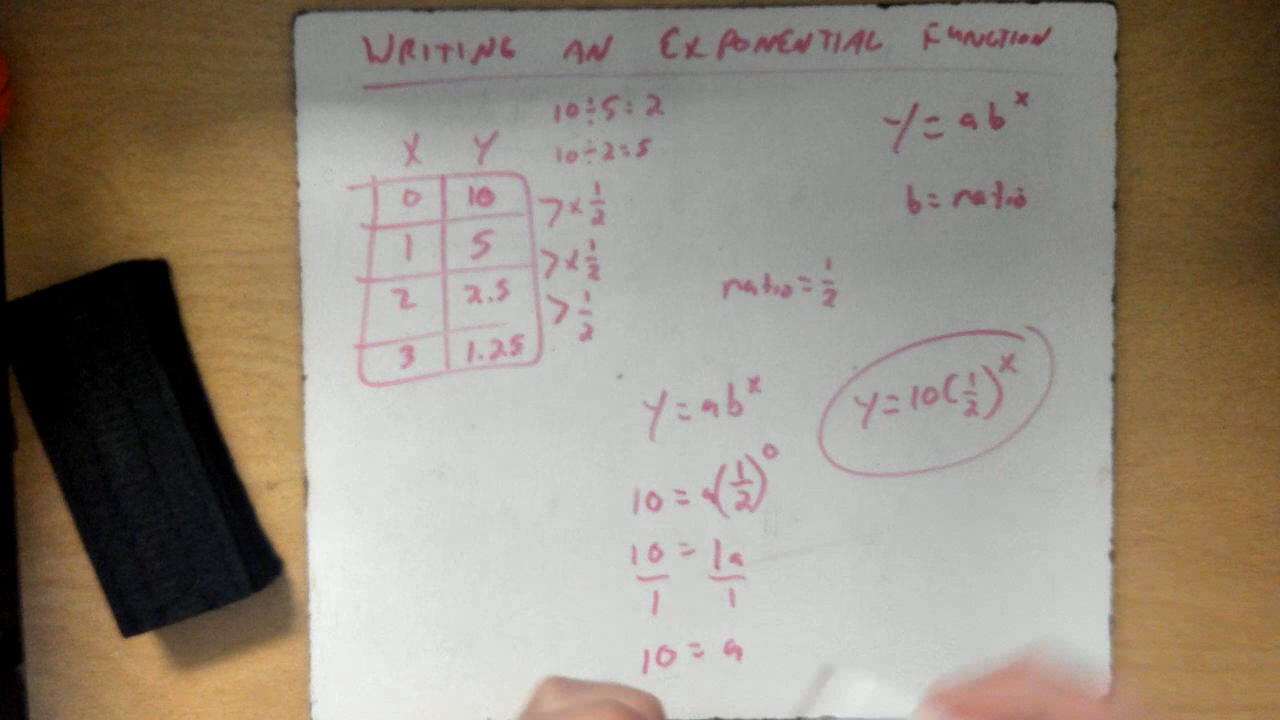 WRITING AN EXPONENTIAL FUNCTION
10÷5=2
10÷2=5
X Y
0 10
1 5
2 2.5
3 1.25
>×1/2
>×1/2
>1/2
y=ab^x
b=ratio
ratio=1/2
y=ab^x
10=a(1/2)^0
10/1=1a/1
10=a
y=10(1/2)^x